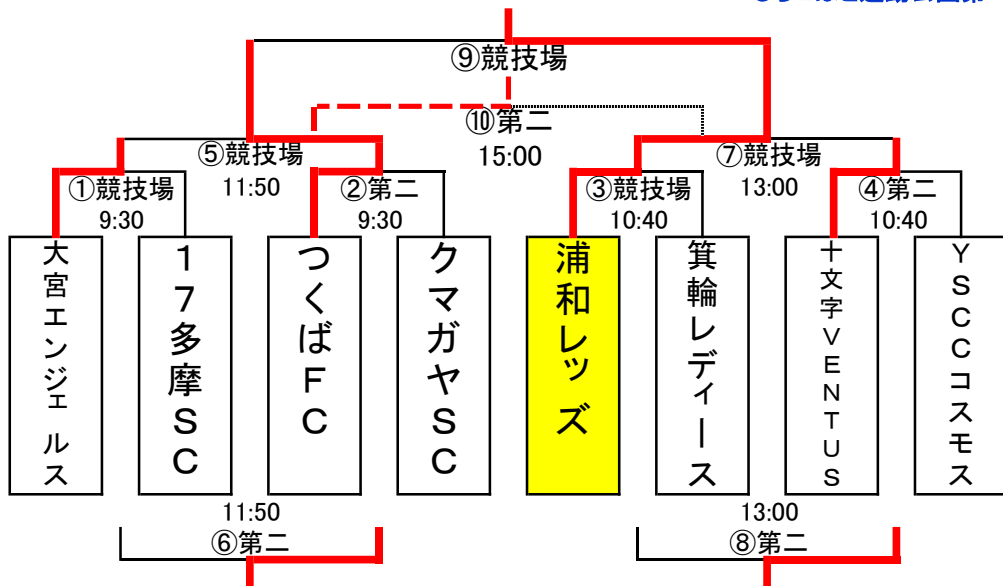 ⑨競技場
⑩第二
15:00
⑤競技場
11:50
⑦競技場
13:00
①競技場
9:30
②第二
9:30
③競技場
10:40
④第二
10:40
大宮エンジェルス
17多摩SC
つくばFC
クマガヤSC
浦和レッズ
箕輪レディース
十文字VENTUS
YSCCコスモス
11:50
⑥第二
13:00
⑧第二